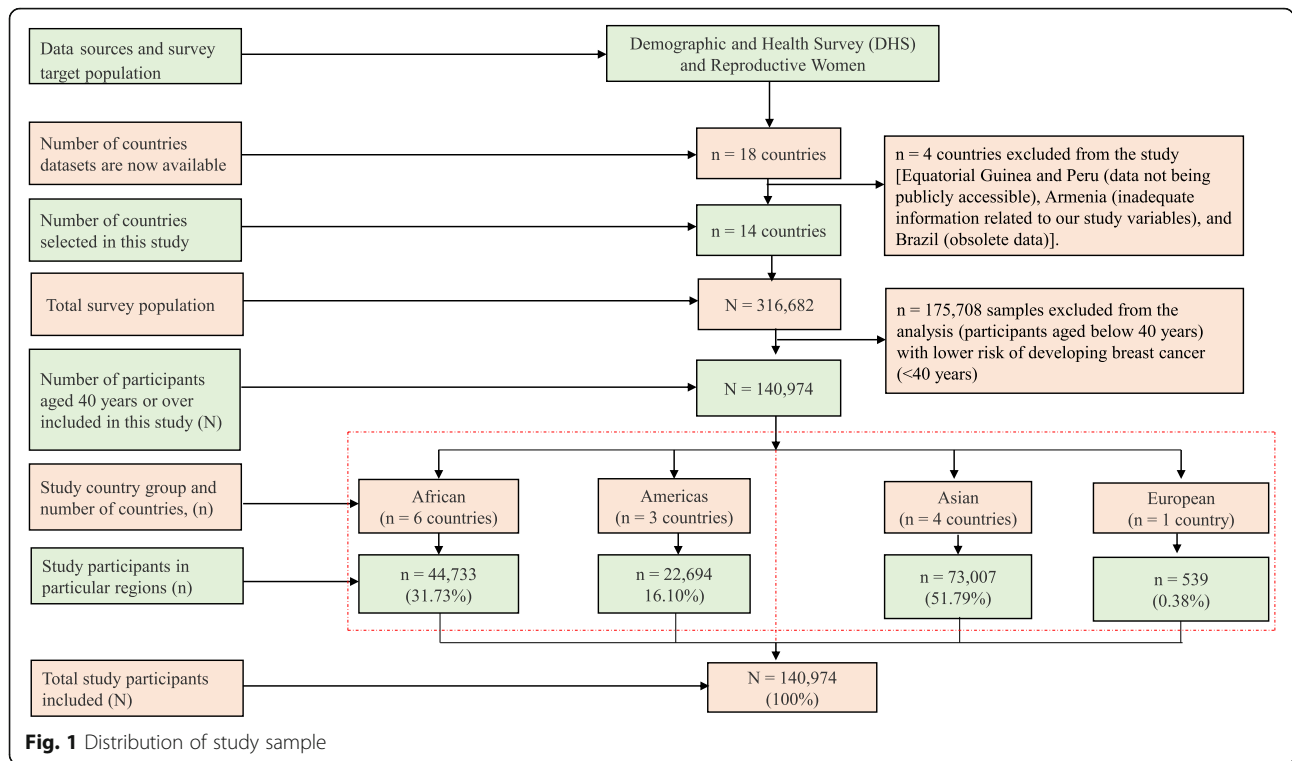 Data sources and survey
target population
Demographic and Health Survey (DHS)
and Reproductive Women
Number of countries
datasets are now available
n = 18 countries
n = 4 countries excluded from the study
[Equatorial Guinea and Peru (data not being
publicly accessible), Armenia (inadequate
information related to our study variables), and
Brazil (obsolete data)].
Number of countries
selected in this study
n = 14 countries
Total survey population
N = 316,682
n = 175,708 samples excluded from the
analysis (participants aged below 40 years)
with lower risk of developing breast cancer
(<40 years)
Number of participants
aged 40 years or over
included in this study (N)
N = 140,974
Study country group and
number of countries, (n)
African
(n = 6 countries)
Americas
(n = 3 countries)
Asian
(n = 4 countries)
European
(n = 1 country)
Study participants in
particular regions (n)
n = 44,733
(31.73%)
n = 22,694
16.10%)
n = 73,007
(51.79%)
n = 539
(0.38%)
Total study participants
included (N)
N = 140,974
(100%)
Fig. 1 Distribution of study sample